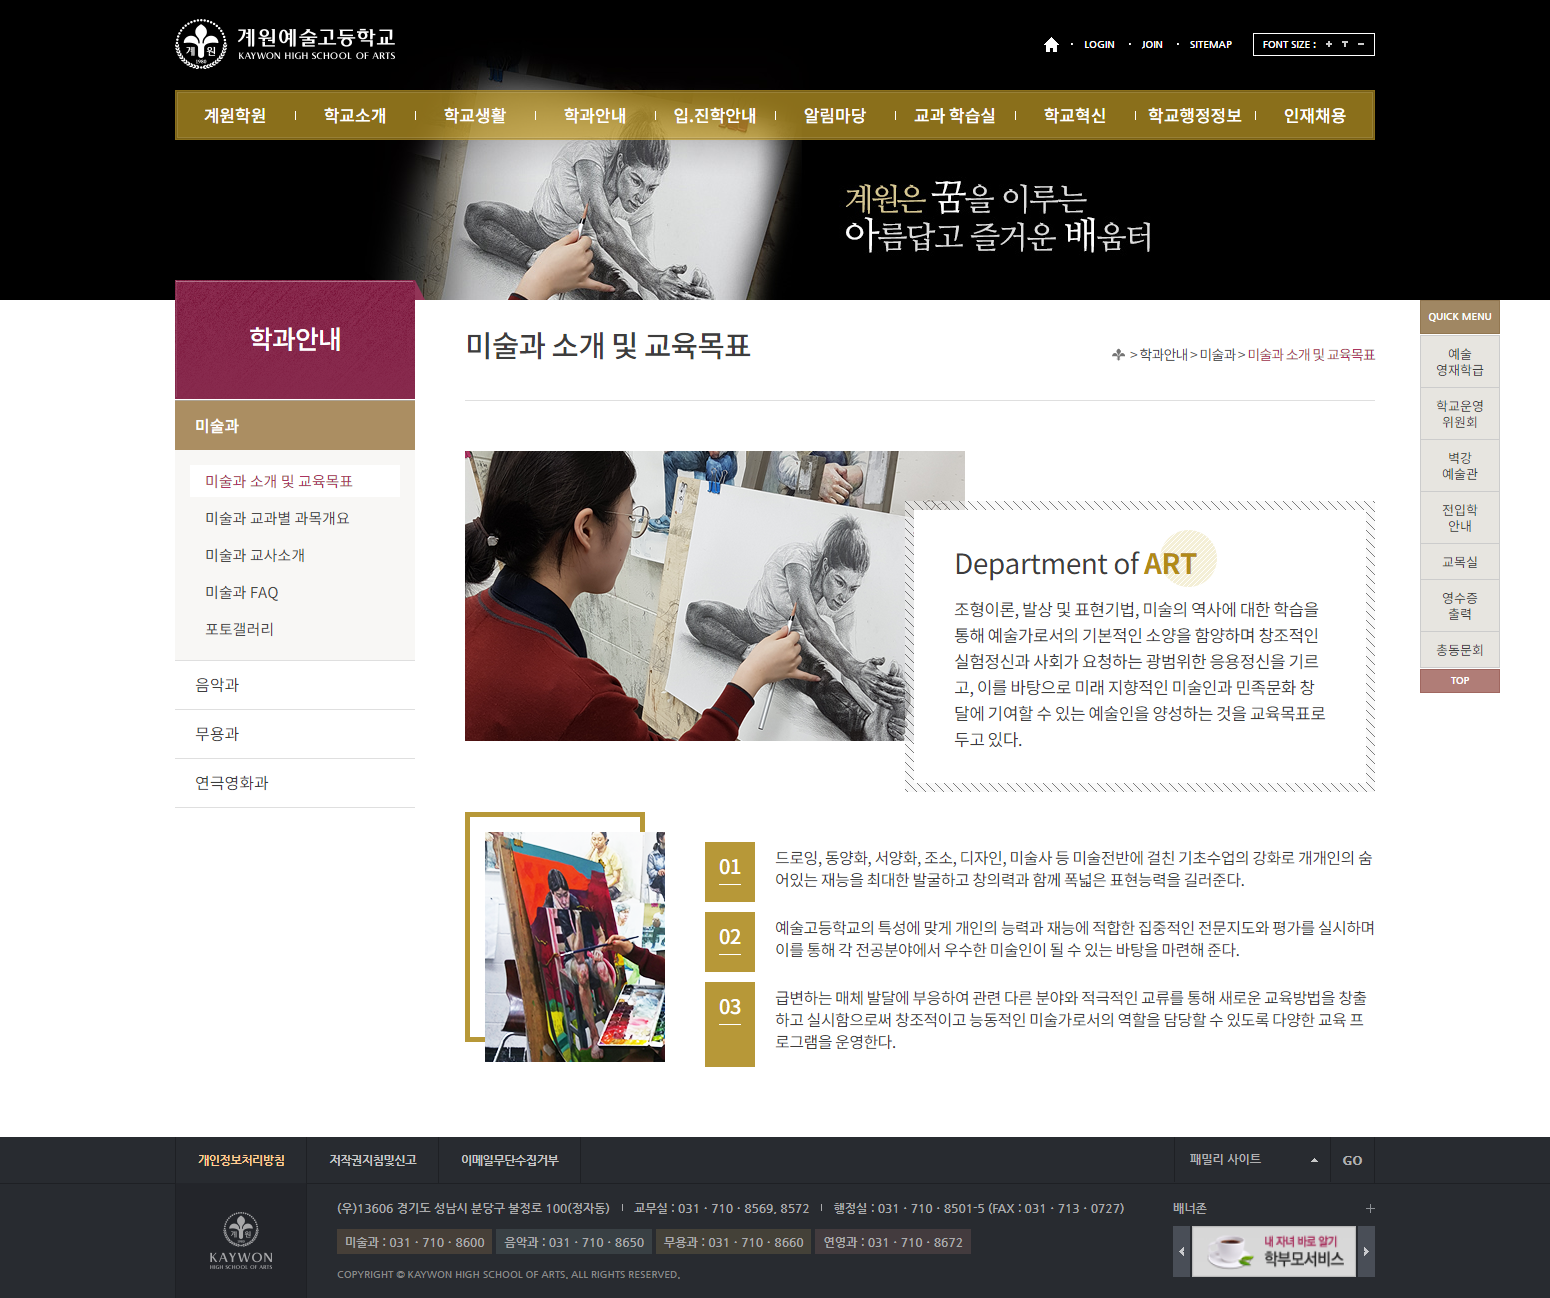 계원예술고등학교
KAYWON HIGH SCHOOL OF ARTS
계 원
1980
LOGIN
JOIN
SITEMAP
FONT SIZE : + T −
계원학원
학교소개
학교생활
학과안내
입.진학안내
알림마당
교과 학습실
학교혁신
학교행정정보
인재채용
계원은 꿈을 이루는
아름답고 즐거운 배움터
학과안내
미술과
미술과 소개 및 교육목표
미술과 교과별 과목개요
미술과 교사소개
미술과 FAQ
포토갤러리
음악과
무용과
연극영화과
미술과 소개 및 교육목표
> 학과안내 > 미술과 > 미술과 소개 및 교육목표
Department of ART
조형이론, 발상 및 표현기법, 미술의 역사에 대한 학습을
통해 예술가로서의 기본적인 소양을 함양하며 창조적인
실험정신과 사회가 요청하는 광범위한 응용정신을 기르
고, 이를 바탕으로 미래 지향적인 미술인과 민족문화 창
달에 기여할 수 있는 예술인을 양성하는 것을 교육목표로
두고 있다.
01
드로잉, 동양화, 서양화, 조소, 디자인, 미술사 등 미술전반에 걸친 기초수업의 강화로 개개인의 숨
어있는 재능을 최대한 발굴하고 창의력과 함께 폭넓은 표현능력을 길러준다.
02
예술고등학교의 특성에 맞게 개인의 능력과 재능에 적합한 집중적인 전문지도와 평가를 실시하며
이를 통해 각 전공분야에서 우수한 미술인이 될 수 있는 바탕을 마련해 준다.
03
급변하는 매체 발달에 부응하여 관련 다른 분야와 적극적인 교류를 통해 새로운 교육방법을 창출
하고 실시함으로써 창조적이고 능동적인 미술가로서의 역할을 담당할 수 있도록 다양한 교육 프
로그램을 운영한다.
QUICK MENU
예술
영재학급
학교운영
위원회
벽강
예술관
전입학
안내
교목실
영수증
출력
총동문회
TOP
개인정보처리방침
저작권지침및신고
이메일무단수집거부
패밀리 사이트
GO
계 원
KAYWON
HIGH SCHOOL OF ARTS
(우)13606 경기도 성남시 분당구 불정로 100(정자동)
교무실 : 031 · 710 · 8569, 8572
행정실 : 031 · 710 · 8501-5 (FAX : 031 · 713 · 0727)
미술과 : 031 · 710 · 8600
음악과 : 031 · 710 · 8650
무용과 : 031 · 710 · 8660
연영과 : 031 · 710 · 8672
COPYRIGHT © KAYWON HIGH SCHOOL OF ARTS, ALL RIGHTS RESERVED,
배너존
내 자녀 바로 알기
학부모서비스